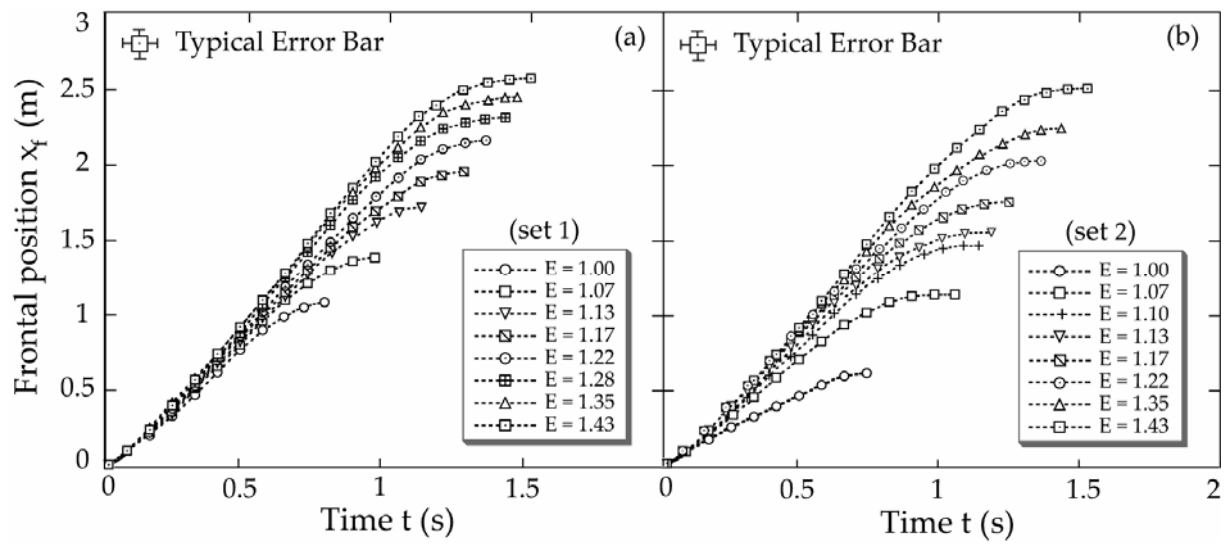 3
Typical Error Bar
(a)
Typical Error Bar
(b)
2.5
2
1.5
1
0.5
0
Frontal position x_f (m)
(set 1)
E = 1.00
E = 1.07
E = 1.13
E = 1.17
E = 1.22
E = 1.28
E = 1.35
E = 1.43
(set 2)
E = 1.00
E = 1.07
E = 1.10
E = 1.13
E = 1.17
E = 1.22
E = 1.35
E = 1.43
0 0.5 1 1.5 0 0.5 1 1.5 2
Time t (s) Time t (s)